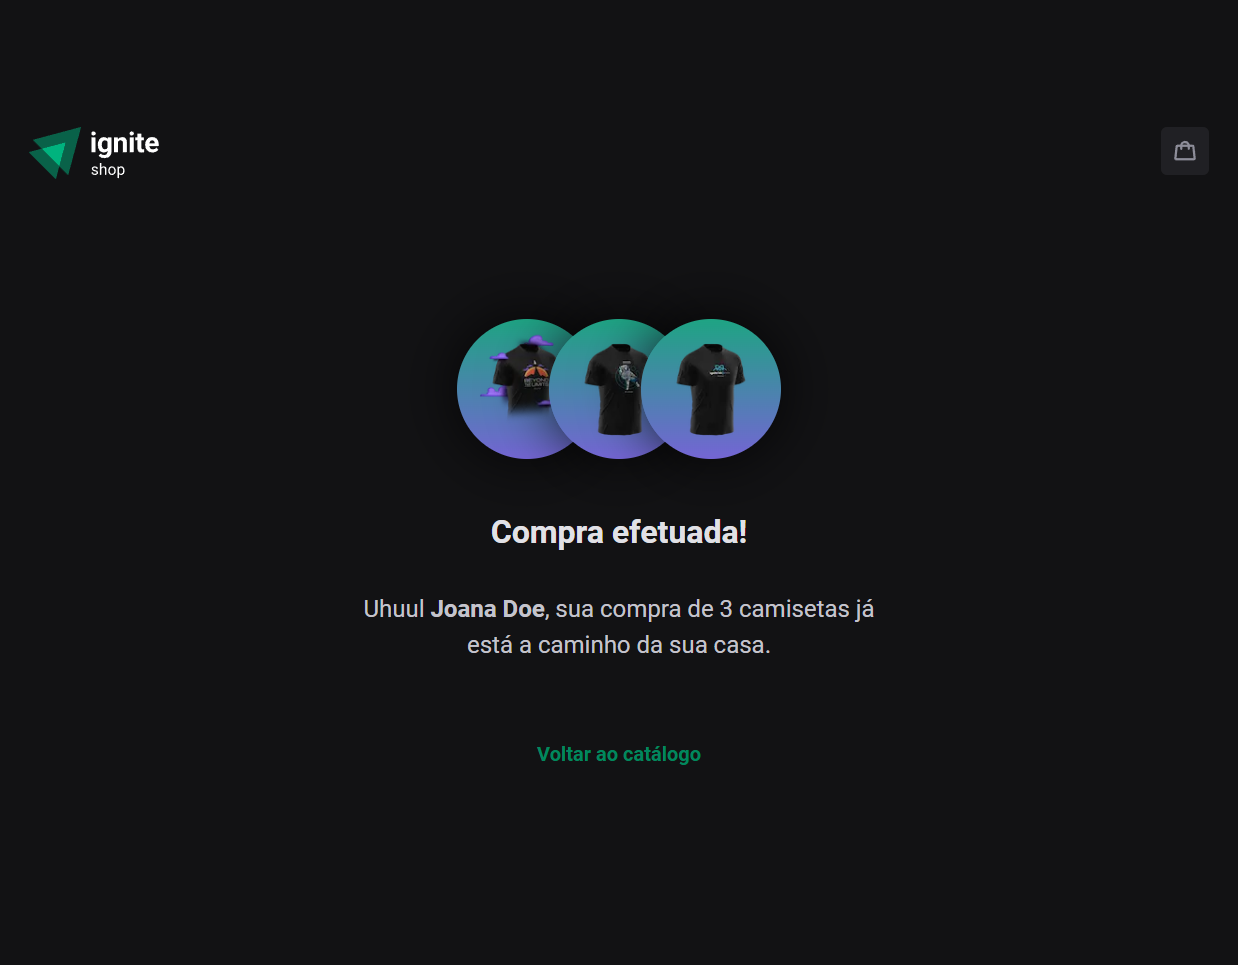 ignite
shop
Compra efetuada!
Uhuul Joana Doe, sua compra de 3 camisetas já
está a caminho da sua casa.
Voltar ao catálogo